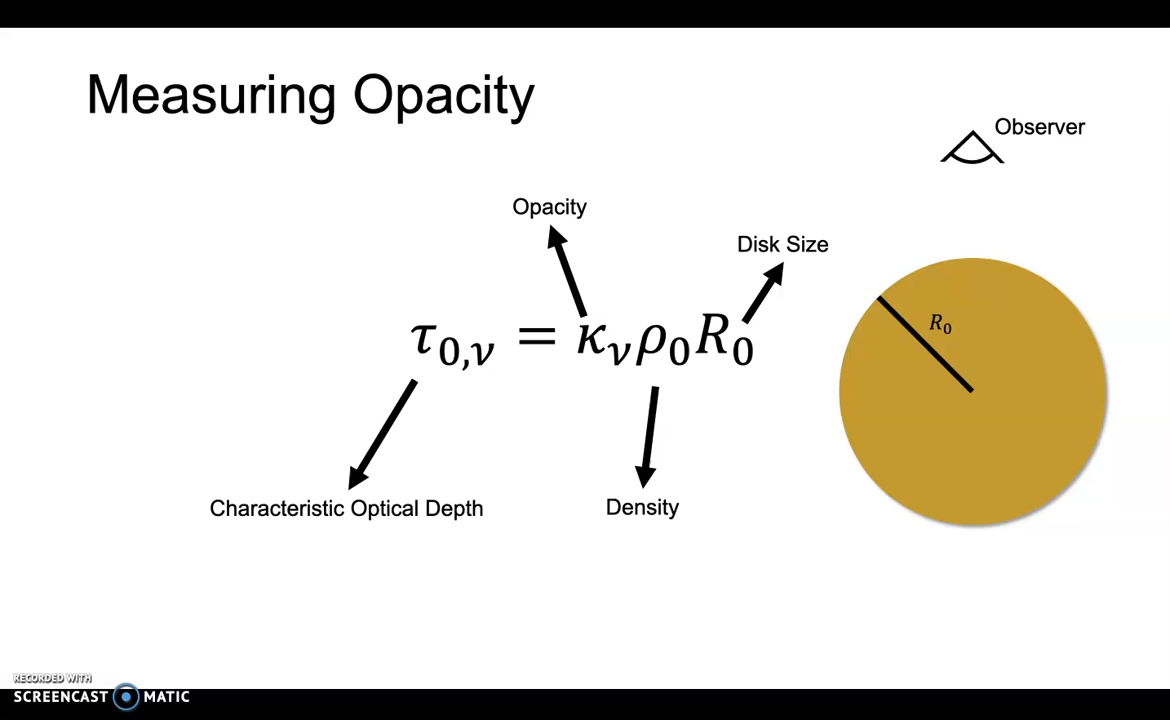 Measuring Opacity
Observer
Opacity
Disk Size
R₀
τ₀,ᵥ = κᵥρ₀R₀
Characteristic Optical Depth
Density
RECORDED WITH
SCREENCAST MATIC